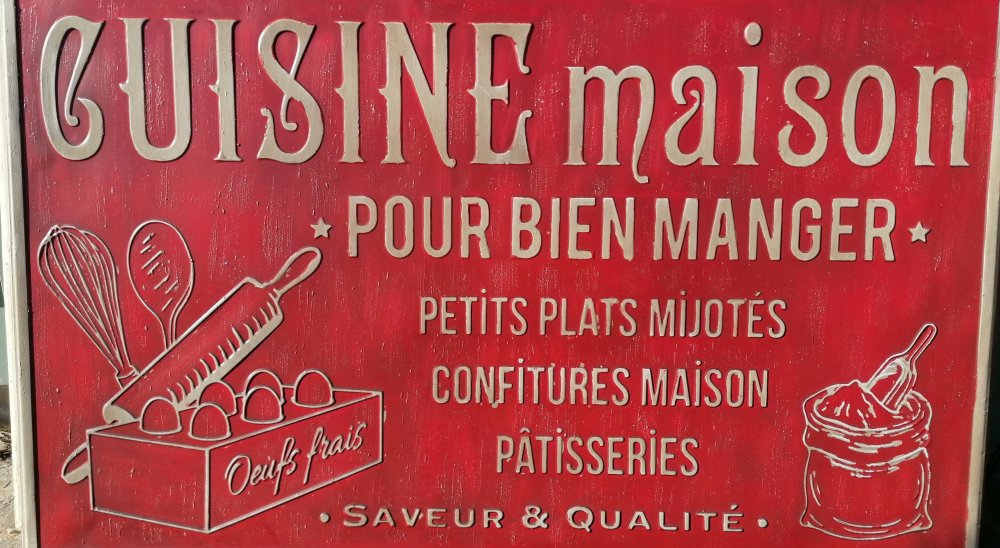 CUISINE maison
POUR BIEN MANGER
PETITS PLATS MIJOTÉS
CONFITURES MAISON
PÂTISSERIES
Oeufs frais
• SAVEUR & QUALITÉ •